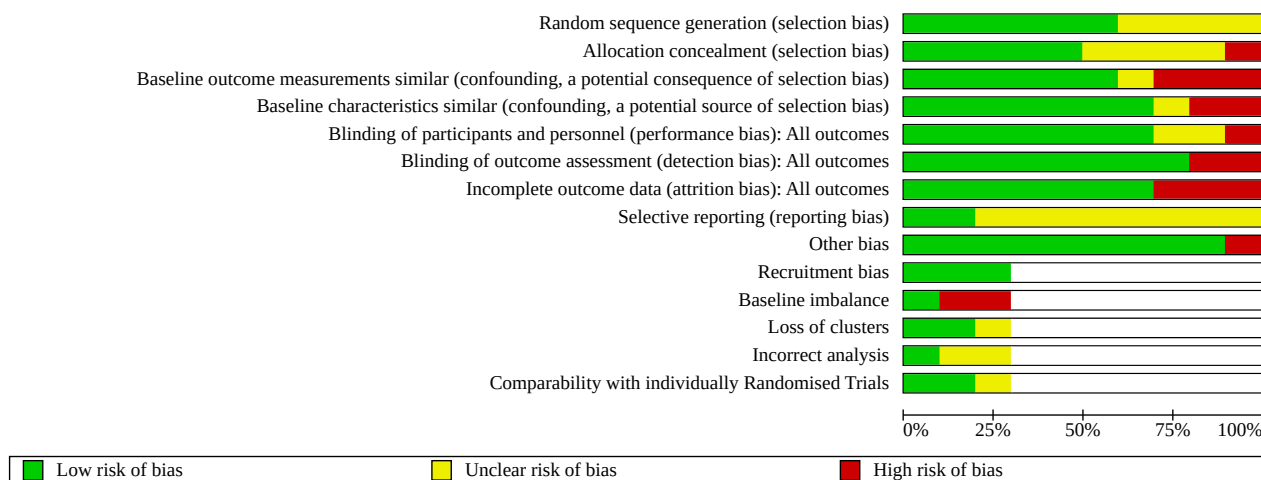 Random sequence generation (selection bias)
Allocation concealment (selection bias)
Baseline outcome measurements similar (confounding, a potential consequence of selection bias)
Baseline characteristics similar (confounding, a potential source of selection bias)
Blinding of participants and personnel (performance bias): All outcomes
Blinding of outcome assessment (detection bias): All outcomes
Incomplete outcome data (attrition bias): All outcomes
Selective reporting (reporting bias)
Other bias
Recruitment bias
Baseline imbalance
Loss of clusters
Incorrect analysis
Comparability with individually Randomised Trials
0% 25% 50% 75% 100%
Low risk of bias Unclear risk of bias High risk of bias